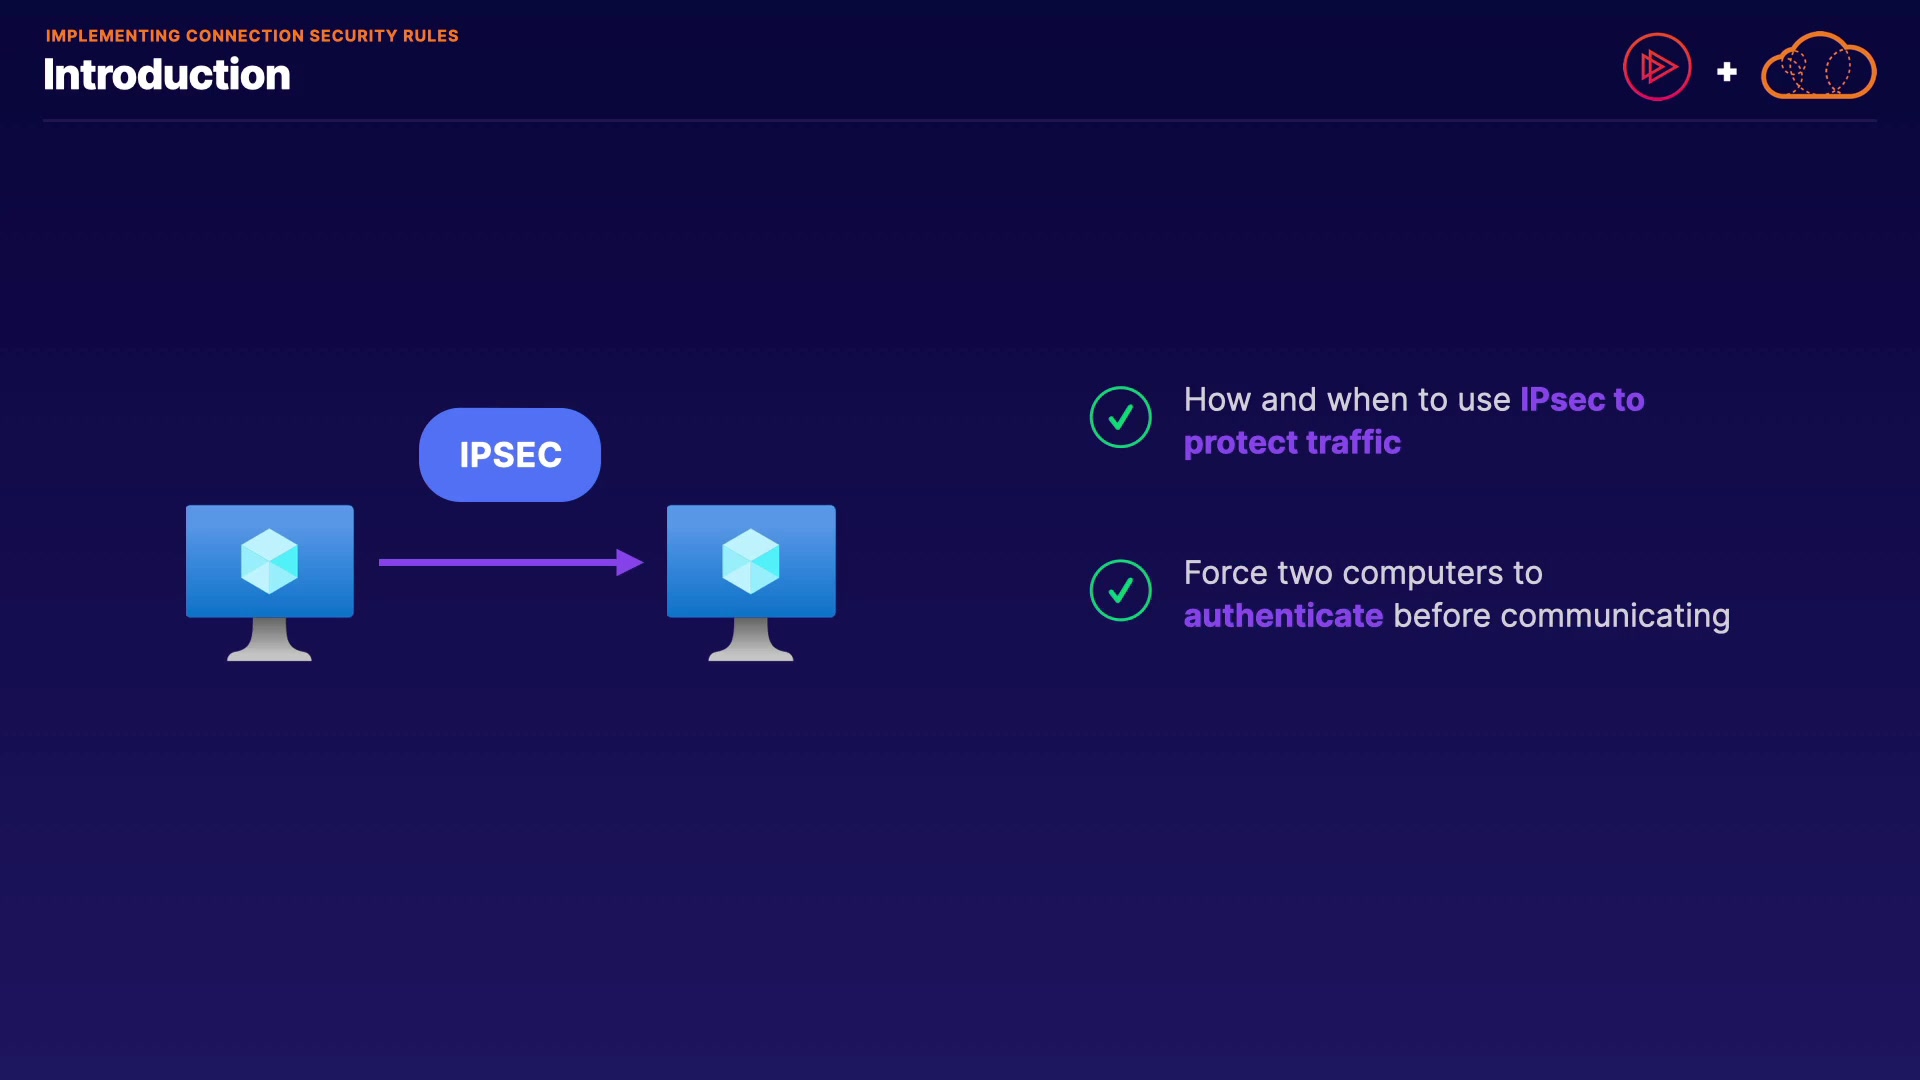 IMPLEMENTING CONNECTION SECURITY RULES
Introduction
IPSEC
How and when to use IPsec to
protect traffic
Force two computers to
authenticate before communicating